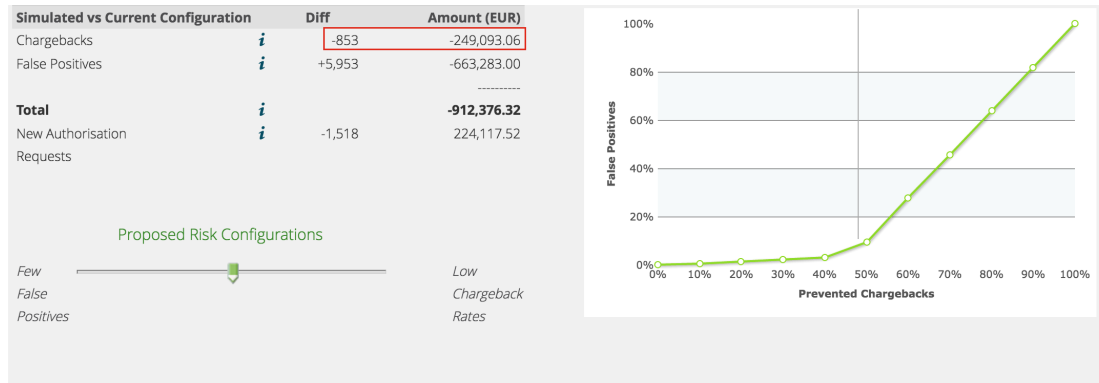 Simulated vs Current Configuration Diff Amount (EUR)
Chargebacks i -853 -249,093.06
False Positives i +5,953 -663,283.00
----------
Total i -912,376.32
New Authorisation i -1,518 224,117.52
Requests
Proposed Risk Configurations
Few Low
False Chargeback
Positives Rates
100%
80%
60%
40%
20%
0%
False Positives
0% 10% 20% 30% 40% 50% 60% 70% 80% 90% 100%
Prevented Chargebacks